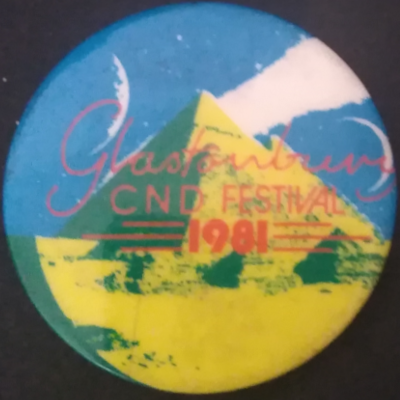 Glastonbury
CND FESTIVAL
1981